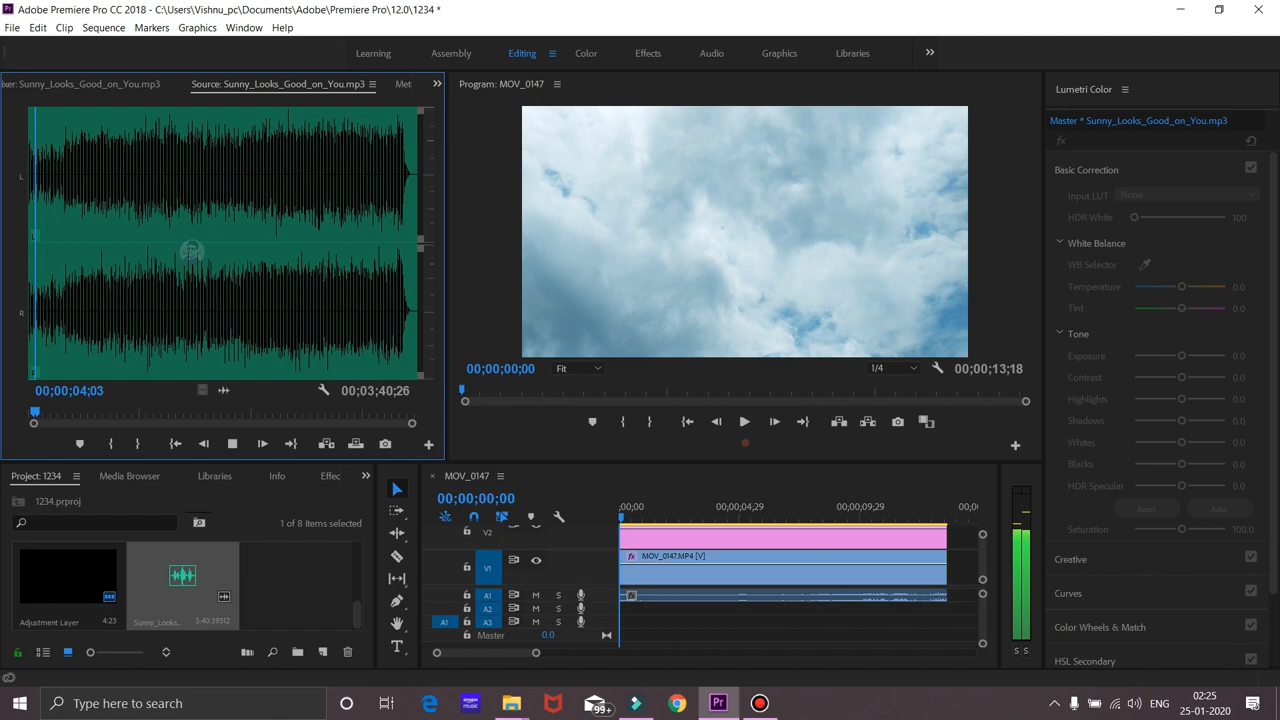 Adobe Premiere Pro CC 2018 - C:\Users\Vishnu_pc\Documents\Adobe\Premiere Pro\12.0\1234 *
File Edit Clip Sequence Markers Graphics Window Help
Learning Assembly Editing Color Effects Audio Graphics Libraries
ixer: Sunny_Looks_Good_on_You.mp3 Source: Sunny_Looks_Good_on_You.mp3 Met
Program: MOV_0147
Lumetri Color
Master * Sunny_Looks_Good_on_You.mp3
fx
Basic Correction
Input LUT None
HDR White 100
White Balance
WB Selector
Temperature 0.0
Tint 0.0
Tone
Exposure 0.0
Contrast 0.0
Highlights 0.0
Shadows 0.0
Whites 0.0
Blacks 0.0
HDR Specular 0.0
Reset Auto
Saturation 100.0
Creative
Curves
Color Wheels & Match
HSL Secondary
L
R
00;00;04;03 00;03;40;26
00;00;00;00 Fit 1/4 00;00;13;18
Project: 1234 Media Browser Libraries Info Effec
1234.prproj
1 of 8 items selected
Adjustment Layer 4:23
Sunny_Looks... 3:40:39312
MOV_0147
00;00;00;00
;00;00 00;00;04;29 00;00;09;29 00;0
V2
fx MOV_0147.MP4 [V]
V1
A1 M S
A2 M S
A1 A3 M S
Master 0.0
S S
Type here to search
99+
Pr
ENG
02:25
25-01-2020